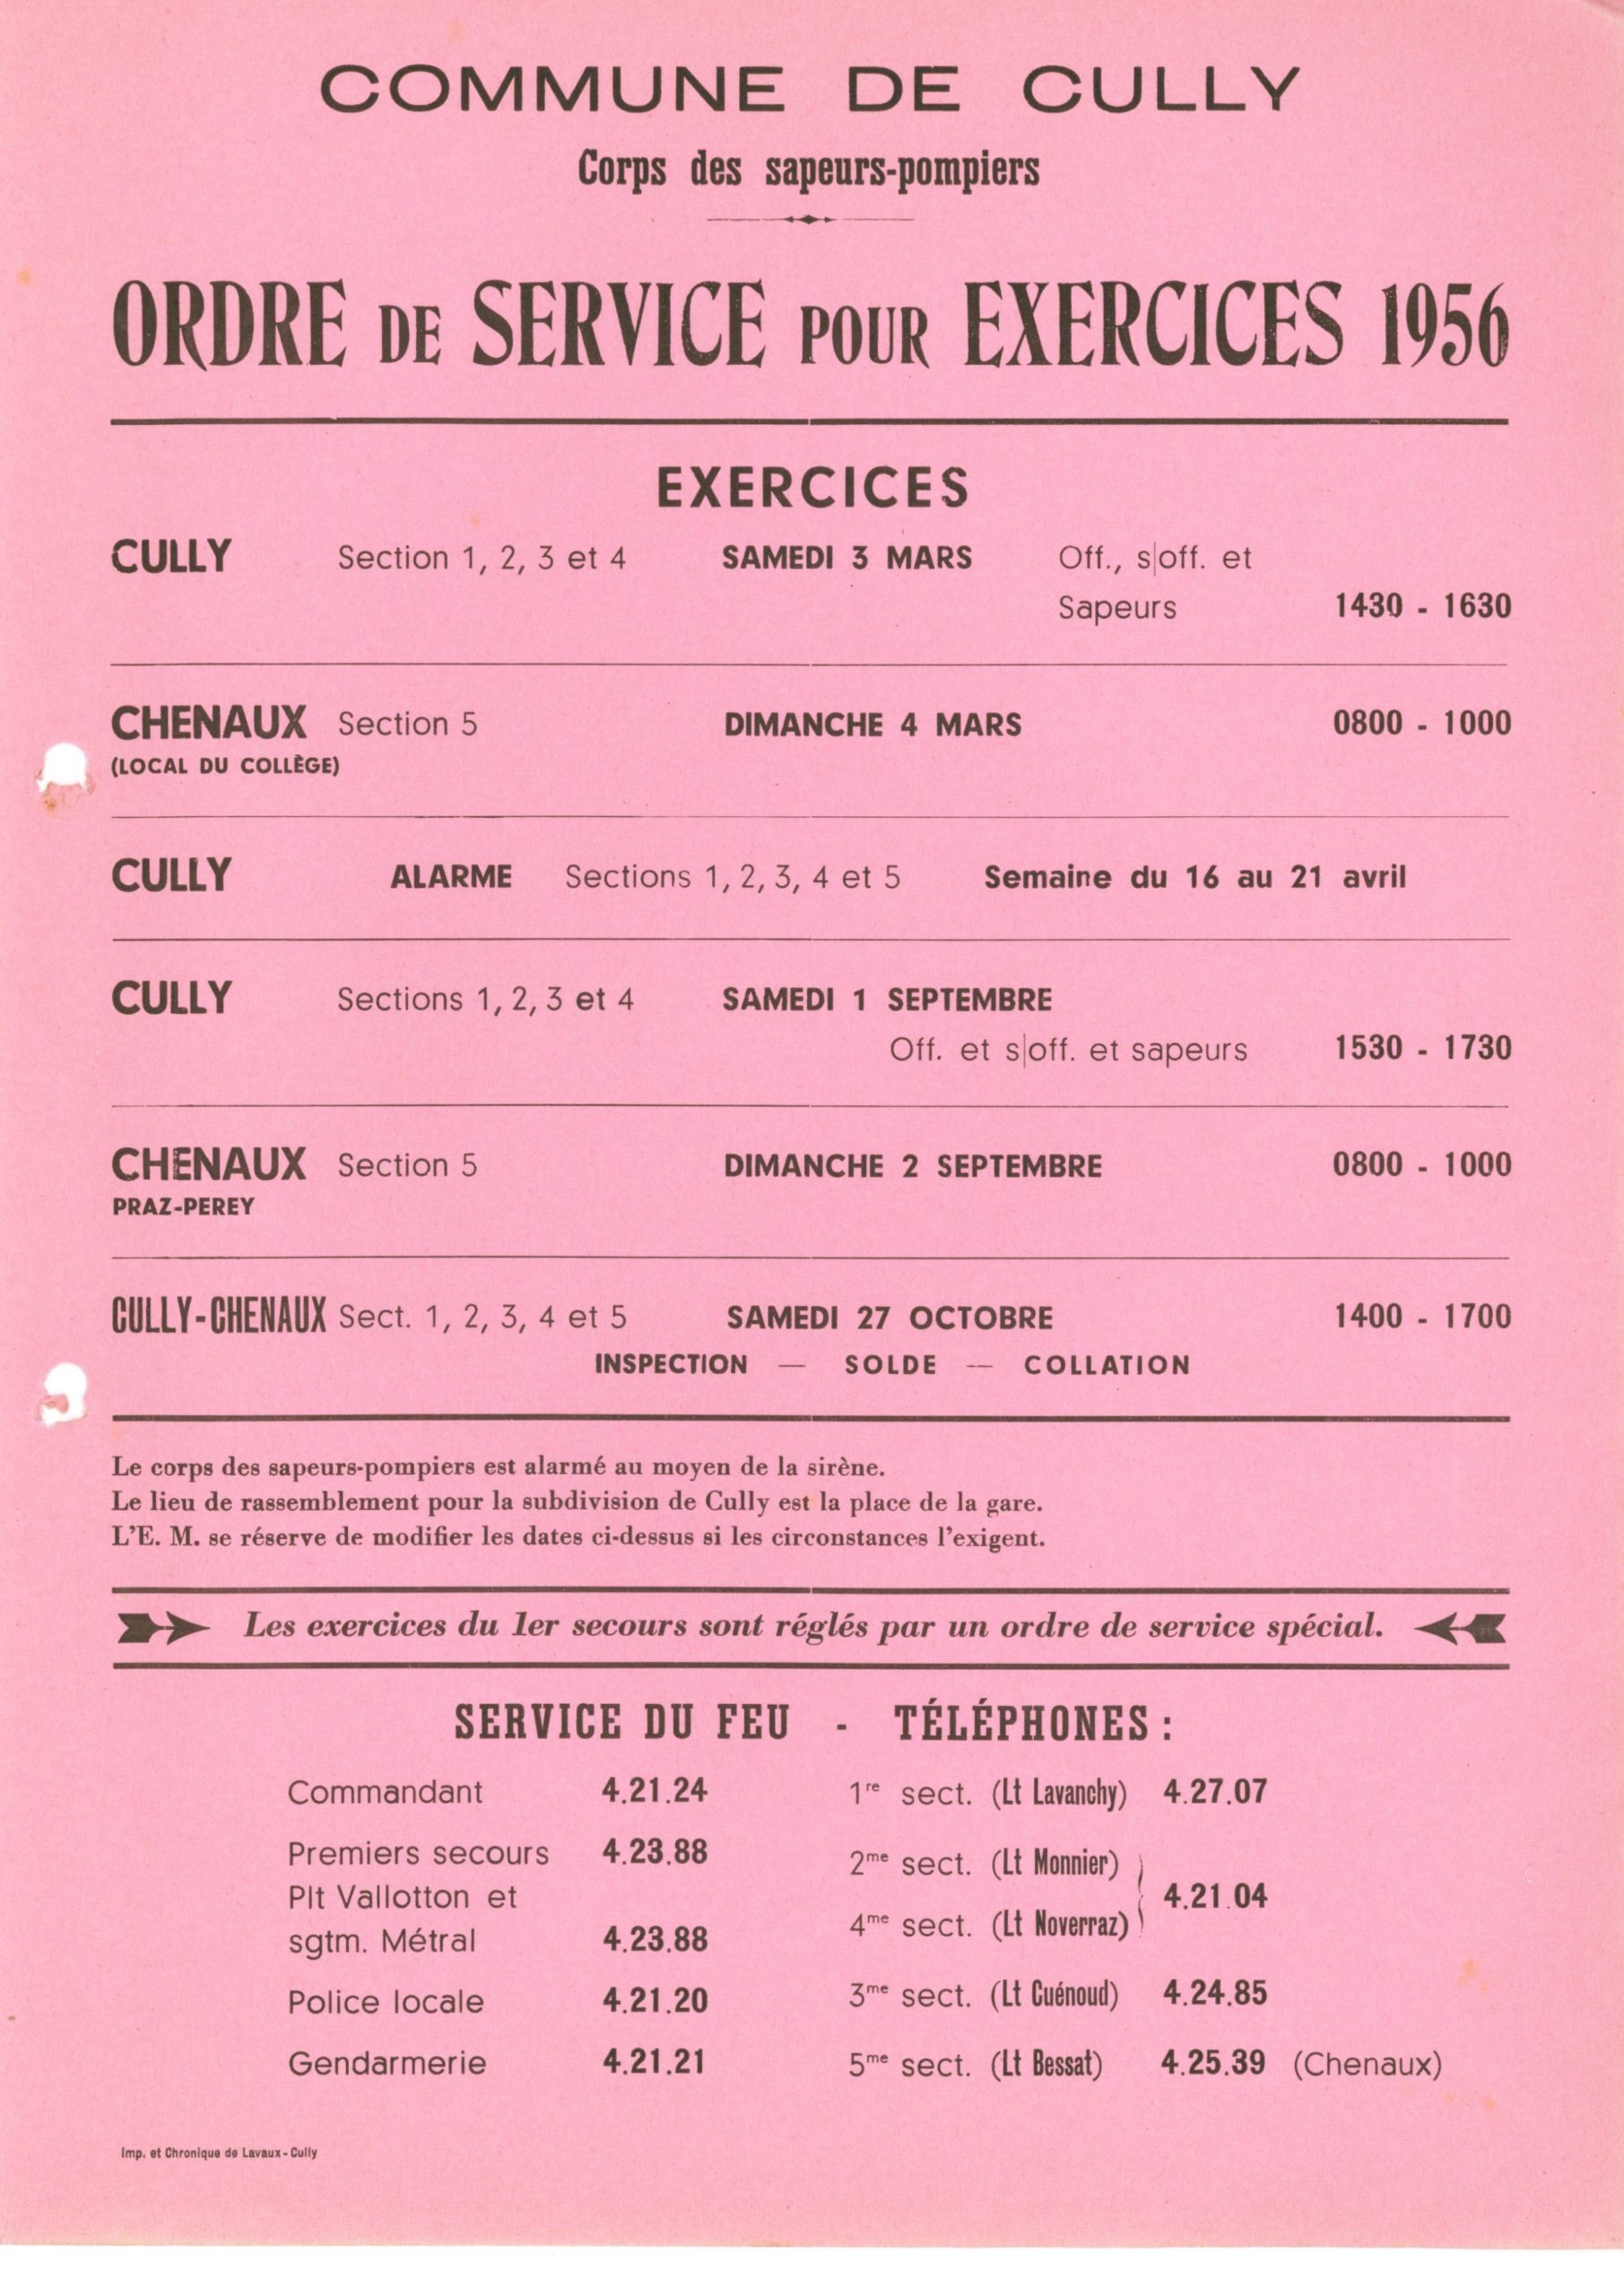 COMMUNE DE CULLY
Corps des sapeurs-pompiers
ORDRE DE SERVICE POUR EXERCICES 1956
EXERCICES
CULLY Section 1, 2, 3 et 4 SAMEDI 3 MARS Off., s|off. et
Sapeurs 1430 - 1630
CHENAUX Section 5 DIMANCHE 4 MARS 0800 - 1000
(LOCAL DU COLLÈGE)
CULLY ALARME Sections 1, 2, 3, 4 et 5 Semaine du 16 au 21 avril
CULLY Sections 1, 2, 3 et 4 SAMEDI 1 SEPTEMBRE
Off. et s|off. et sapeurs 1530 - 1730
CHENAUX Section 5 DIMANCHE 2 SEPTEMBRE 0800 - 1000
PRAZ-PEREY
CULLY-CHENAUX Sect. 1, 2, 3, 4 et 5 SAMEDI 27 OCTOBRE 1400 - 1700
INSPECTION — SOLDE — COLLATION
Le corps des sapeurs-pompiers est alarmé au moyen de la sirène.
Le lieu de rassemblement pour la subdivision de Cully est la place de la gare.
L'E. M. se réserve de modifier les dates ci-dessus si les circonstances l'exigent.
Les exercices du 1er secours sont réglés par un ordre de service spécial.
SERVICE DU FEU - TÉLÉPHONES :
Commandant 4.21.24
Premiers secours 4.23.88
Plt Vallotton et
sgtm. Métral 4.23.88
Police locale 4.21.20
Gendarmerie 4.21.21
1re sect. (Lt Lavanchy) 4.27.07
2me sect. (Lt Monnier)
4.21.04
4me sect. (Lt Noverraz)
3me sect. (Lt Cuénoud) 4.24.85
5me sect. (Lt Bessat) 4.25.39 (Chenaux)
Imp. et Chronique de Lavaux - Cully